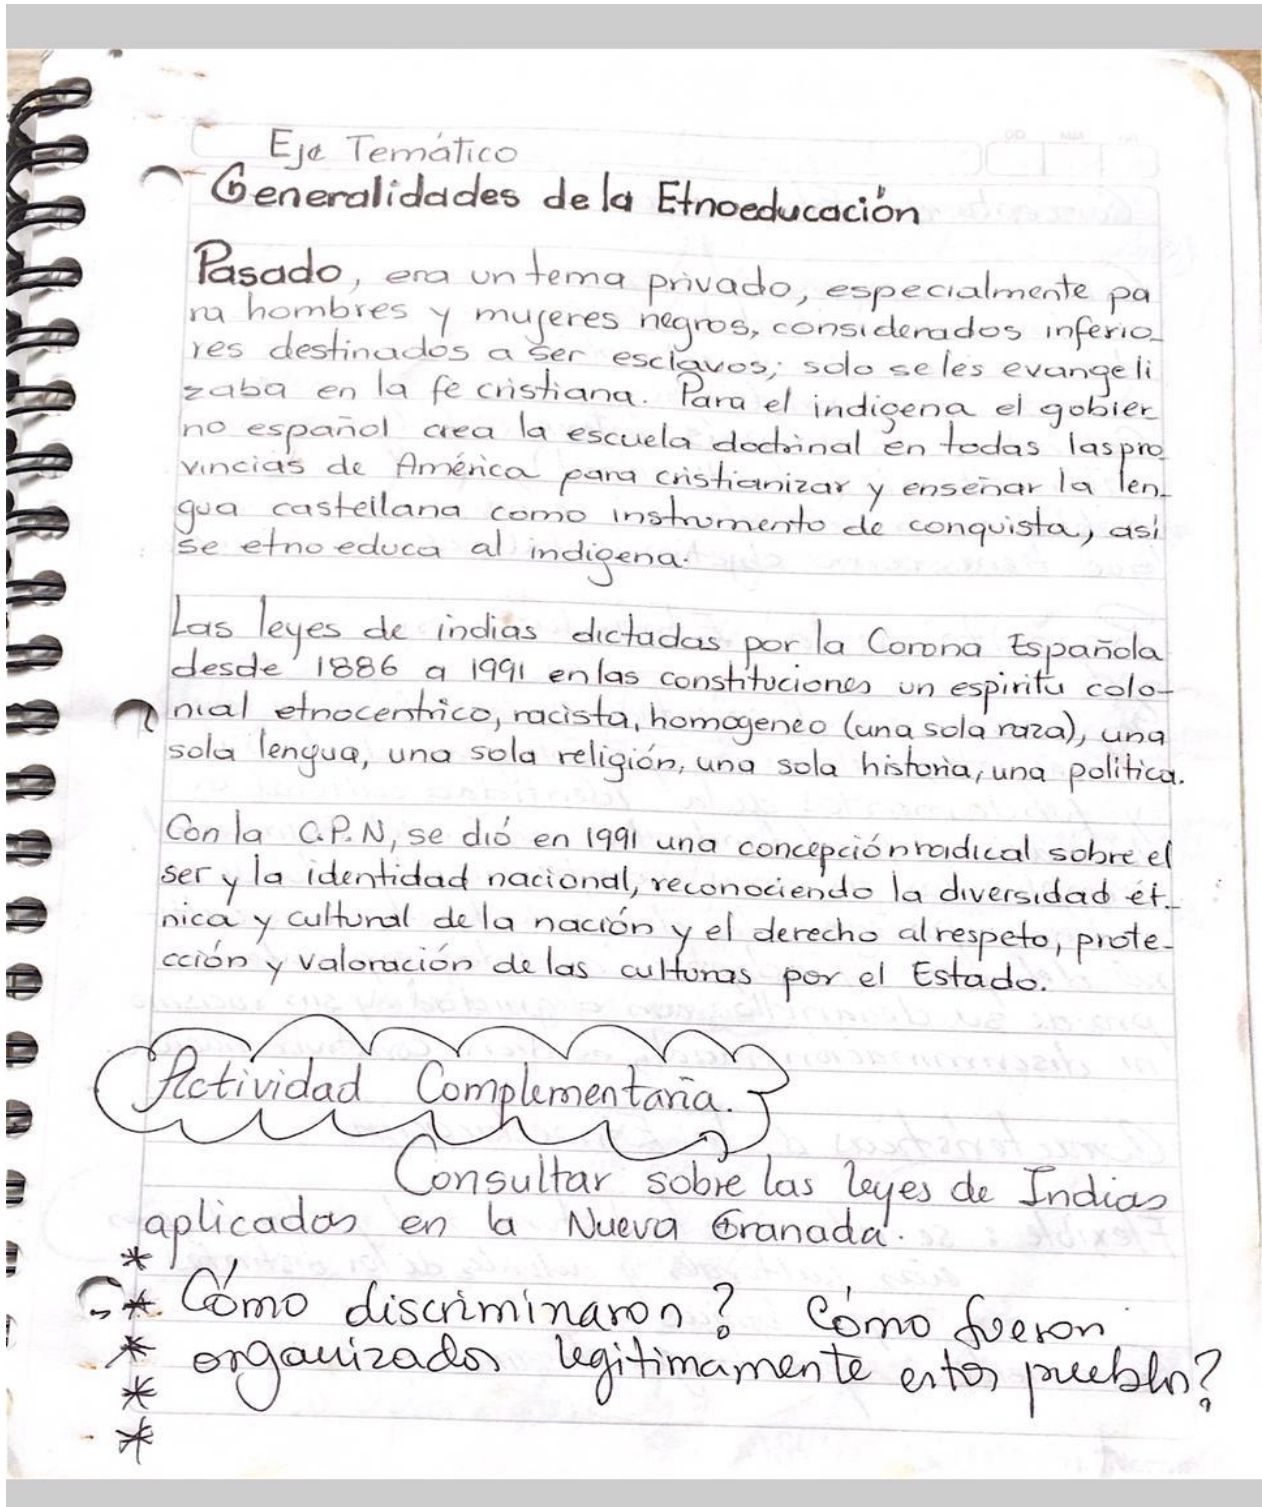 Eje Temático
Generalidades de la Etnoeducación
Pasado, era un tema privado, especialmente pa
ra hombres y mujeres negros, considerados inferio-
res destinados a ser esclavos; solo se les evangeli
zaba en la fe cristiana. Para el indigena el gobier
no español crea la escuela doctrinal en todas las pro
vincias de América para cristianizar y enseñar la len-
gua castellana como instrumento de conquista, asi
se etnoeduca al indigena.
Las leyes de indias dictadas por la Corona Española
desde 1886 a 1991 en las constituciones un espiritu colo-
nial etnocentrico, racista, homogeneo (una sola raza), una
sola lengua, una sola religión, una sola historia, una politica.
Con la C.P.N, se dió en 1991 una concepción radical sobre el
ser y la identidad nacional, reconociendo la diversidad ét-
nica y cultural de la nación y el derecho al respeto, prote-
cción y valoración de las culturas por el Estado.
Actividad Complementaria.
Consultar sobre las leyes de Indias
aplicadas en la Nueva Granada.
*
* Cómo discriminaron? Cómo fueron
* organizados legitimamente estos pueblos?
*
*